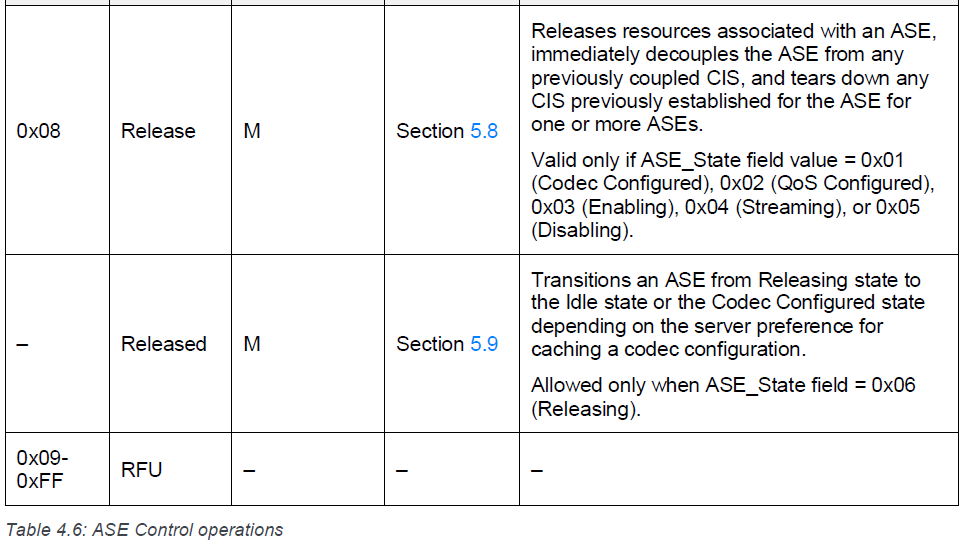 Releases resources associated with an ASE,
immediately decouples the ASE from any
previously coupled CIS, and tears down any
CIS previously established for the ASE for
one or more ASEs.
0x08 Release M Section 5.8
Valid only if ASE_State field value = 0x01
(Codec Configured), 0x02 (QoS Configured),
0x03 (Enabling), 0x04 (Streaming), or 0x05
(Disabling).
Transitions an ASE from Releasing state to
the Idle state or the Codec Configured state
depending on the server preference for
caching a codec configuration.
– Released M Section 5.9
Allowed only when ASE_State field = 0x06
(Releasing).
0x09-
0xFF RFU – – –
Table 4.6: ASE Control operations